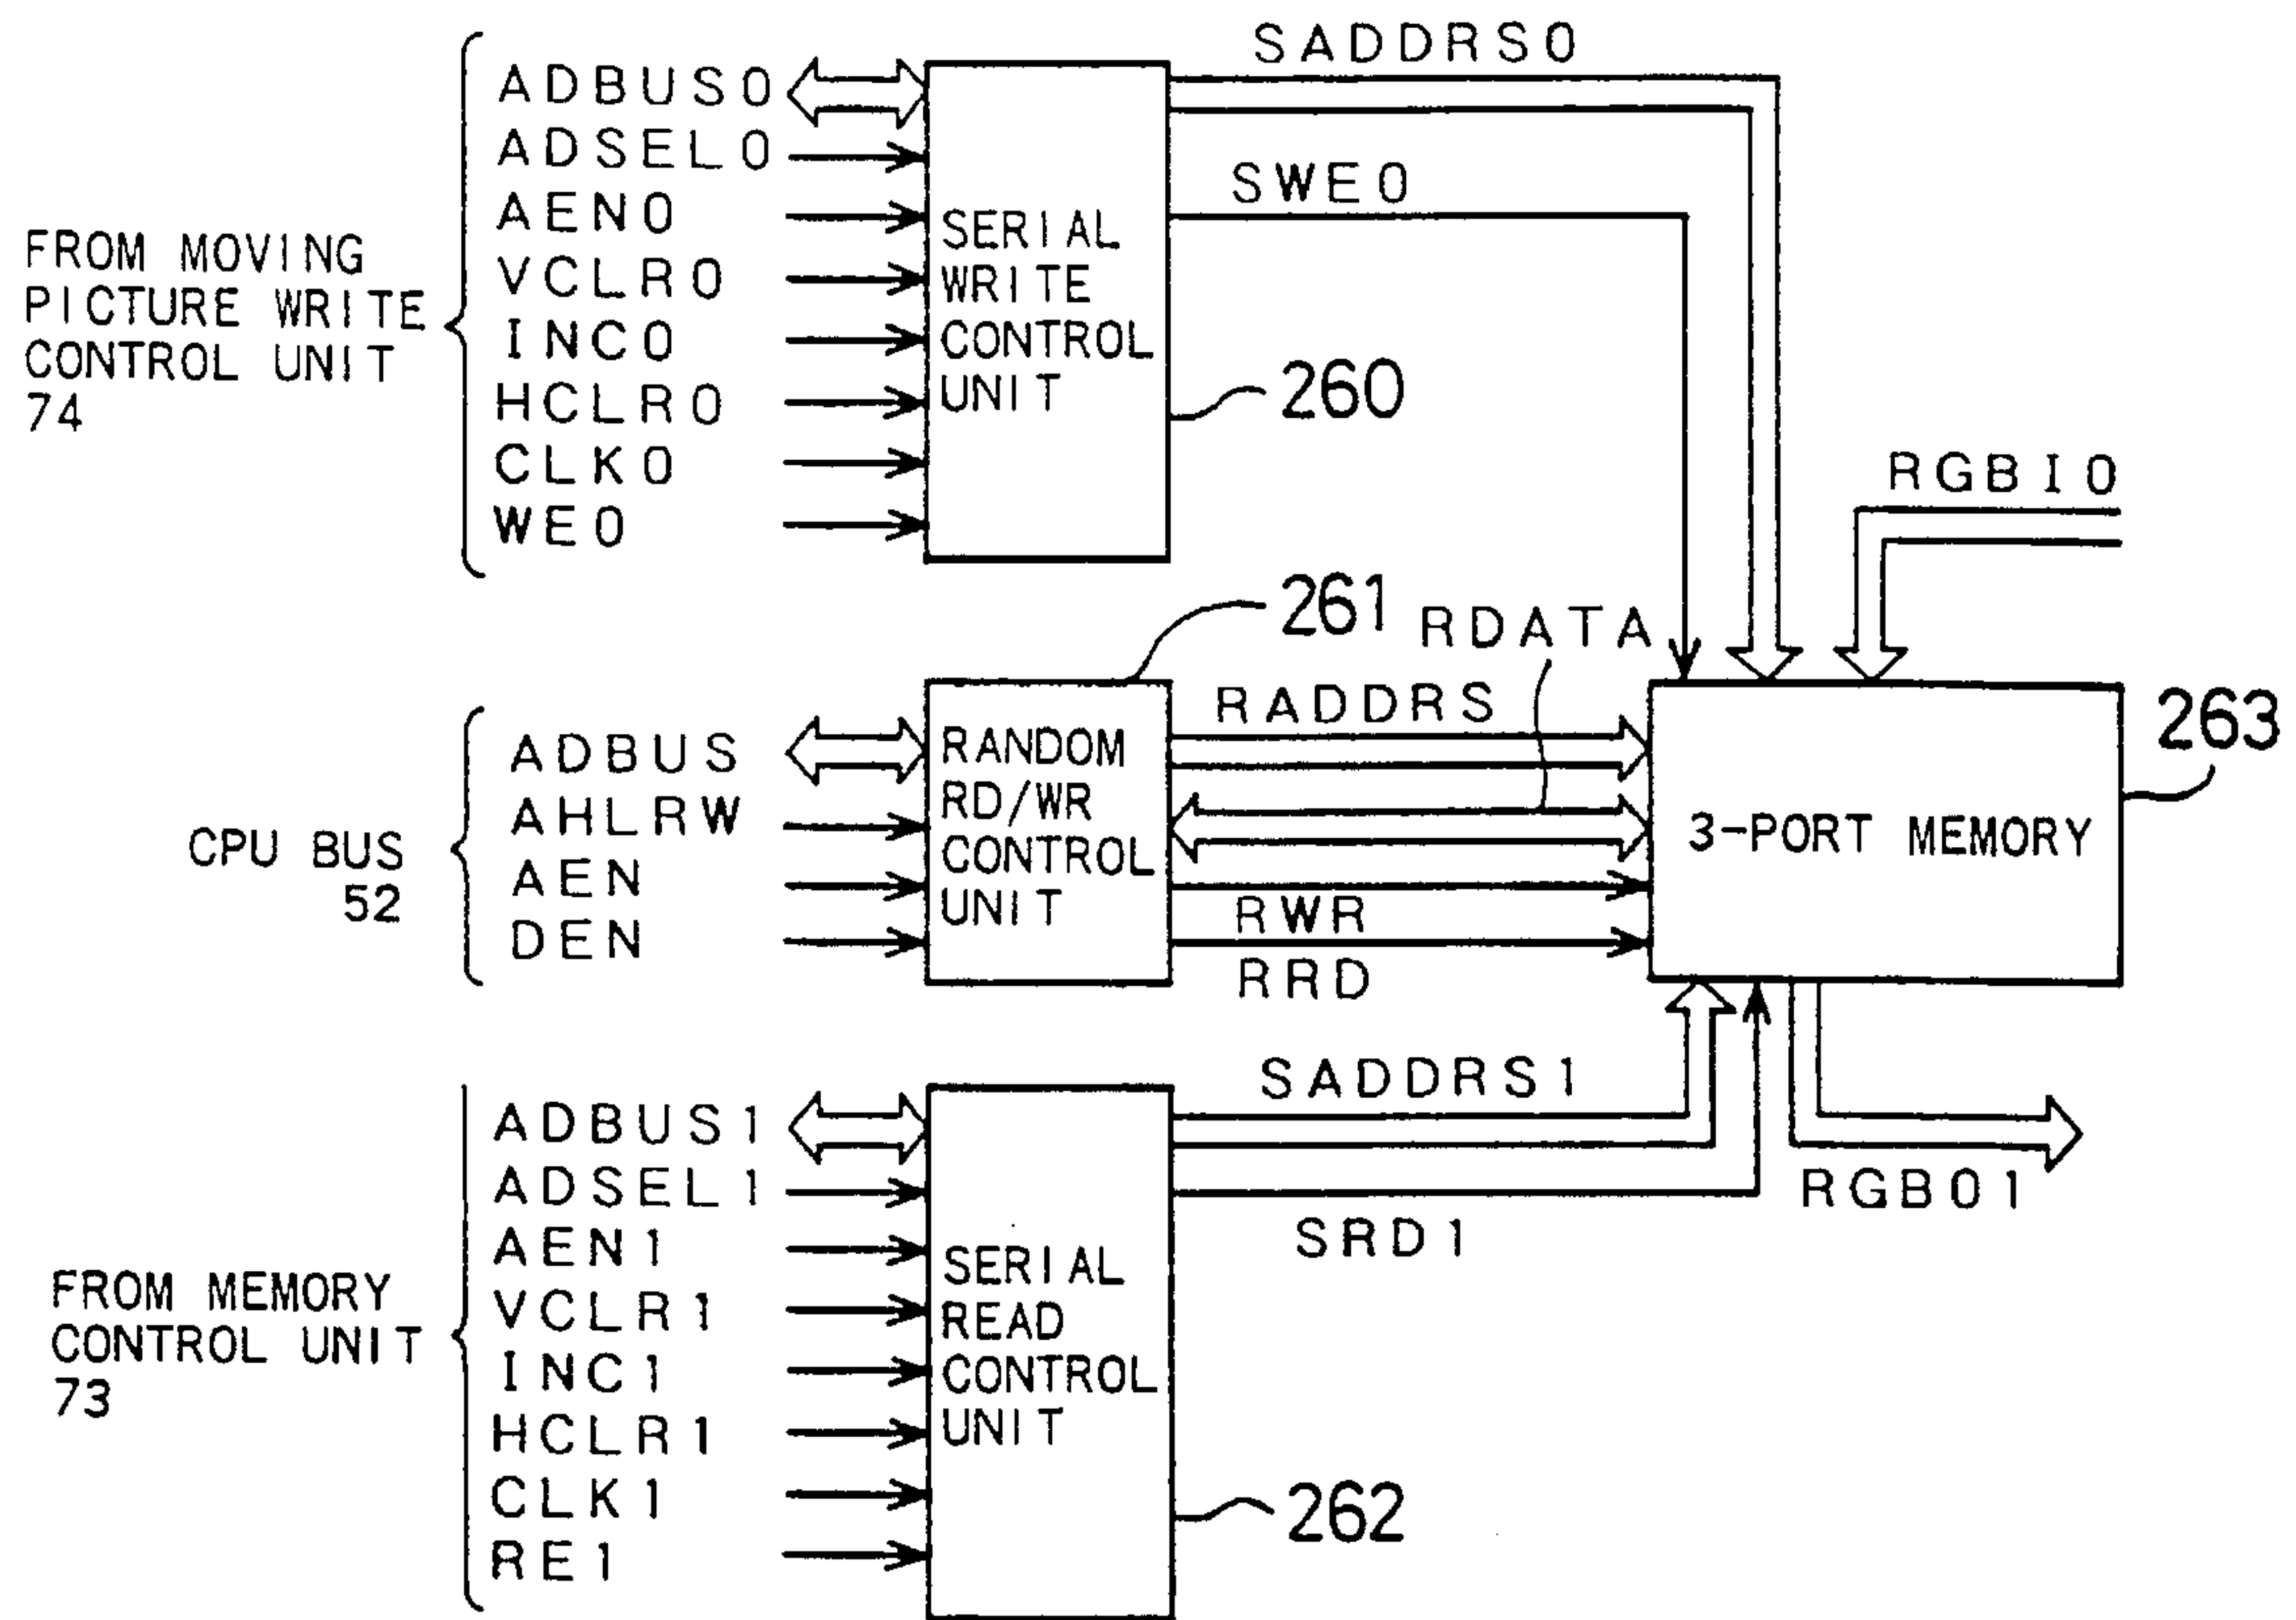 SADDRS0
ADBUS0
ADSEL0
AEN0
VCLR0
INC0
HCLR0
CLK0
WE0
FROM MOVING
PICTURE WRITE
CONTROL UNIT
74
SERIAL
WRITE
CONTROL
UNIT
260
SWE0
RGBI0
261
RDATA
RADDRS
263
ADBUS
AHLRW
AEN
DEN
CPU BUS
52
RANDOM
RD/WR
CONTROL
UNIT
RWR
RRD
3-PORT MEMORY
SADDRS1
ADBUS1
ADSEL1
AEN1
VCLR1
INC1
HCLR1
CLK1
RE1
FROM MEMORY
CONTROL UNIT
73
SERIAL
READ
CONTROL
UNIT
SRD1
RGBO1
262